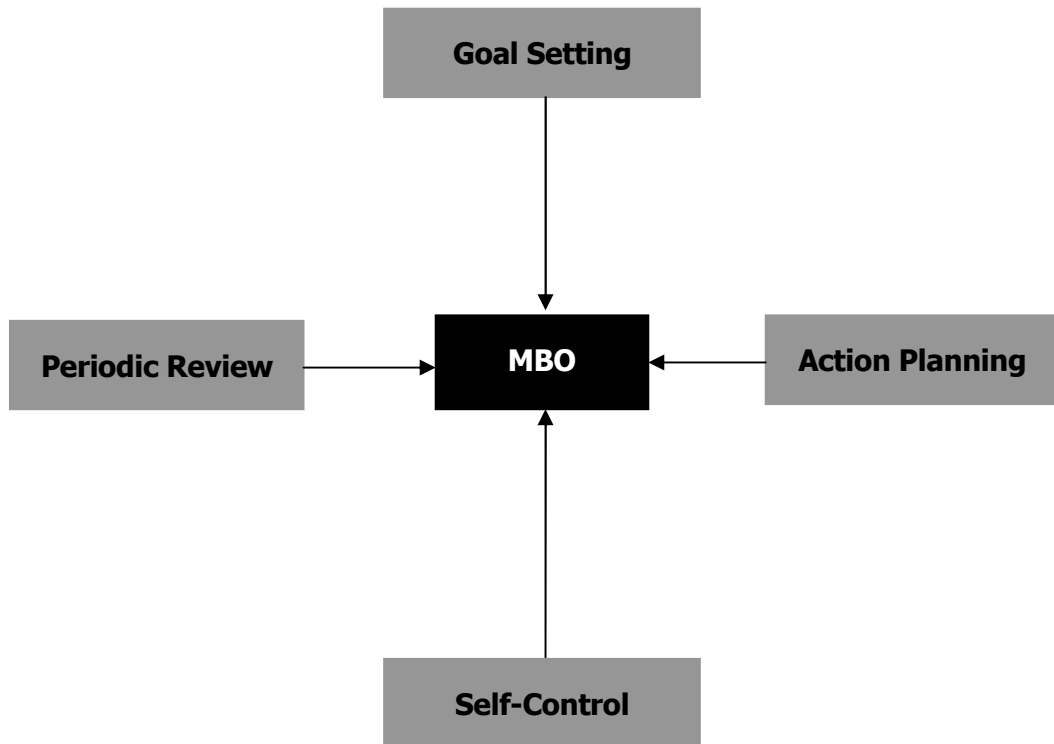 Goal Setting
Periodic Review
MBO
Action Planning
Self-Control